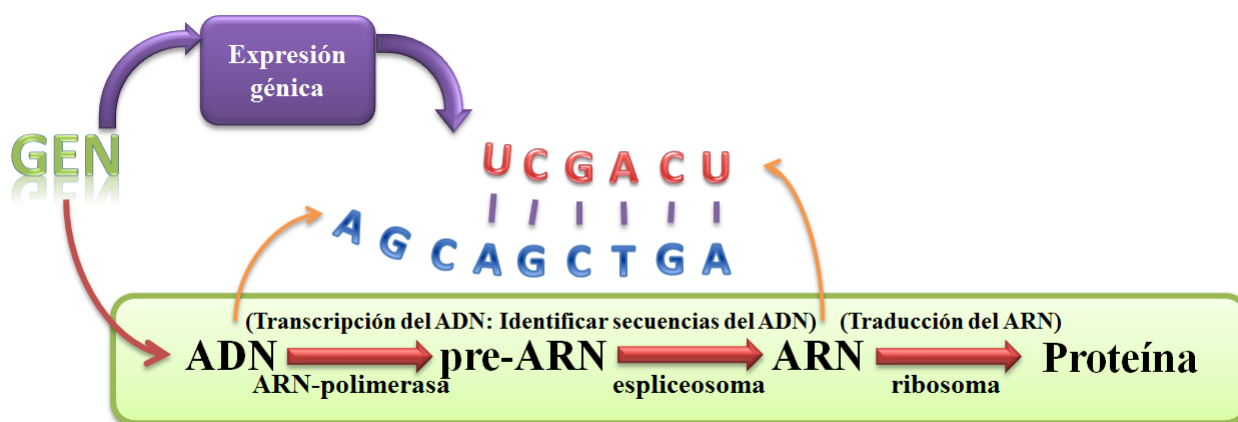 Expresión
génica
GEN
UCGACU
AGCAGCTGA
(Transcripción del ADN: Identificar secuencias del ADN) (Traducción del ARN)
ADN pre-ARN ARN Proteína
ARN-polimerasa espliceosoma ribosoma